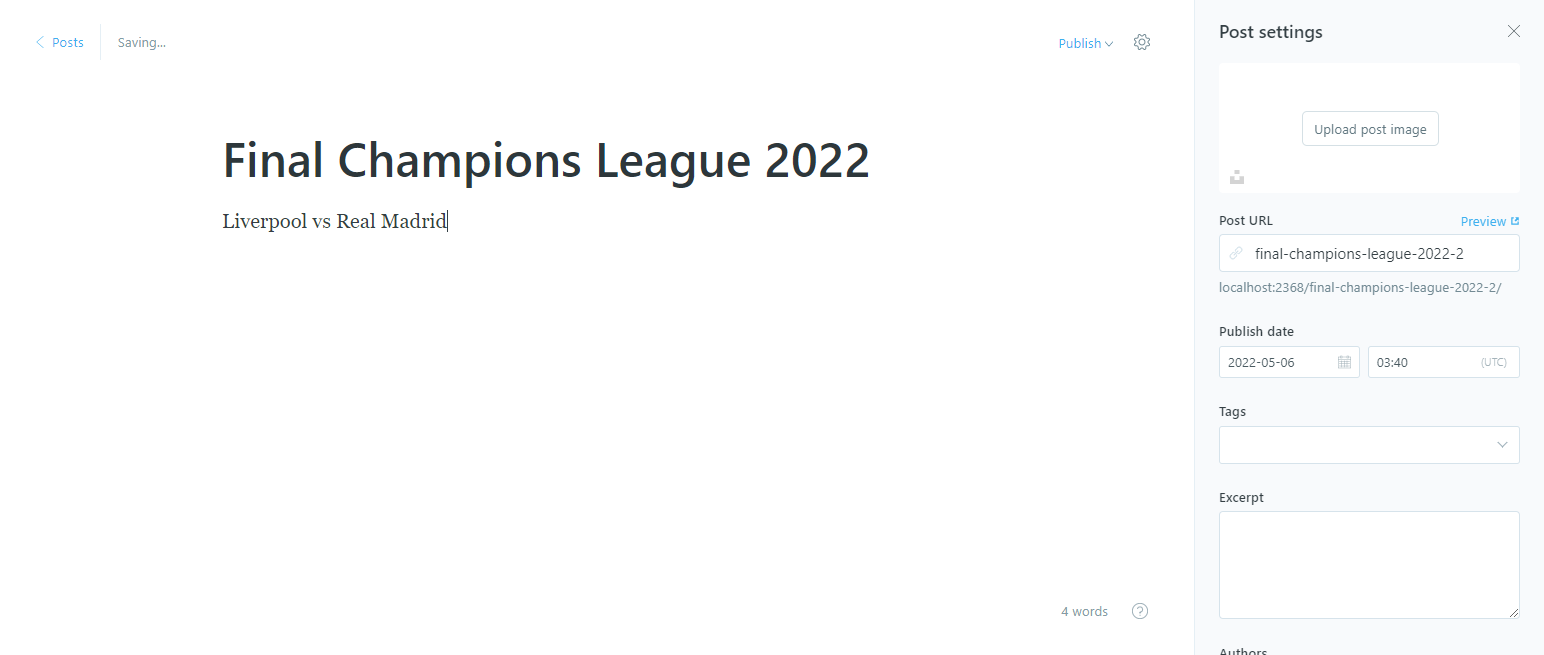 Posts
Saving...
Publish
Final Champions League 2022
Liverpool vs Real Madrid
4 words
?
Post settings
Upload post image
Post URL
Preview
final-champions-league-2022-2
localhost:2368/final-champions-league-2022-2/
Publish date
2022-05-06
03:40
(UTC)
Tags
Excerpt
Authors